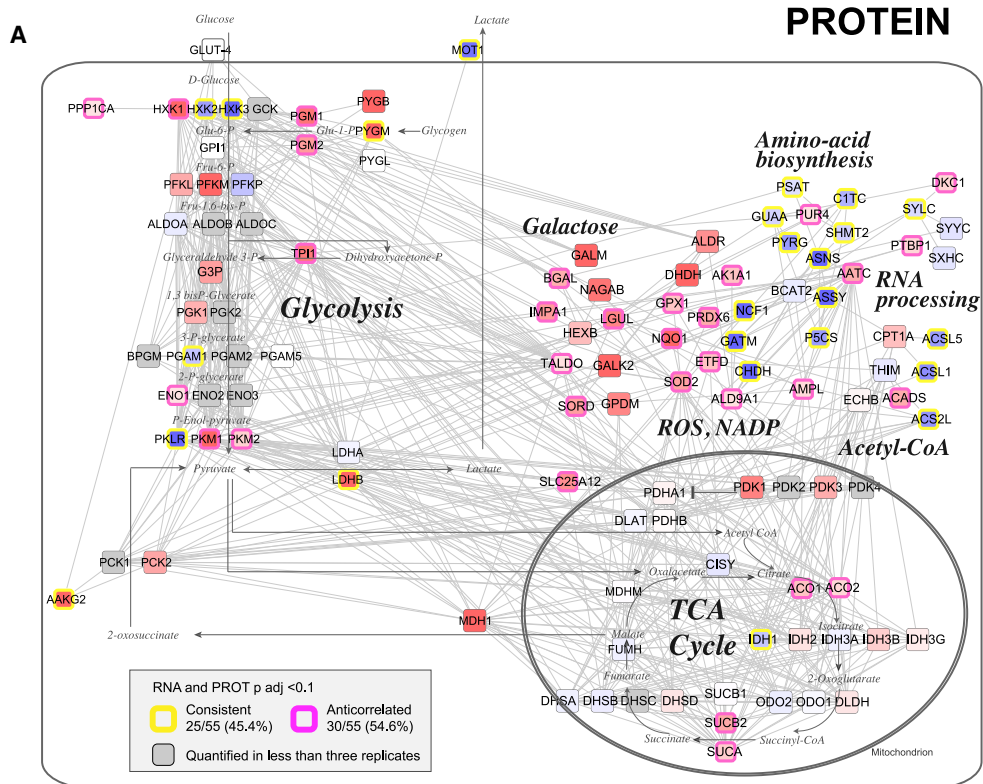 A
PROTEIN
Glucose
Lactate
GLUT-4
MOT1
D-Glucose
PPP1CA
HXK1
HXK2
HXK3
GCK
PGM1
PYGB
Glu-6-P
Glu-1-P
PYGM
Glycogen
GPI1
PGM2
PYGL
Fru-6-P
PFKL
PFKM
PFKP
Fru-1,6-bis-P
ALDOA
ALDOB
ALDOC
Glyceraldehyde 3-P
TPI1
Dihydroxyacetone-P
G3P
1,3 bisP-Glycerate
Glycolysis
PGK1
PGK2
3-P-glycerate
BPGM
PGAM1
PGAM2
PGAM5
2-P-glycerate
ENO1
ENO2
ENO3
P-Enol-pyruvate
PKLR
PKM1
PKM2
LDHA
Pyruvate
LDHB
Lactate
Galactose
GALM
BGAL
NAGAB
IMPA1
LGUL
HEXB
TALDO
GALK2
SORD
GPDM
SLC25A12
ALDR
DHDH
AK1A1
GPX1
PRDX6
NCF1
NQO1
GATM
ETFD
CHDH
SOD2
ALD9A1
ROS, NADP
Amino-acid
biosynthesis
PSAT
C1TC
GUAA
PUR4
PYRG
SHMT2
ASNS
BCAT2
AATC
ASSY
P5CS
AMPL
DKC1
SYLC
SYYC
PTBP1
SXHC
RNA
processing
CPT1A
ACSL5
THIM
ACSL1
ECHB
ACADS
ACS2L
Acetyl-CoA
PDHA1
PDK1
PDK2
PDK3
PDK4
DLAT
PDHB
Acetyl CoA
CISY
Oxalacetate
Citrate
MDHM
ACO1
ACO2
TCA
Cycle
Isocitrate
Malate
FUMH
IDH1
IDH2
IDH3A
IDH3B
IDH3G
Fumarate
2-Oxoglutarate
DHSA
DHSB
DHSC
DHSD
SUCB1
ODO2
ODO1
DLDH
SUCB2
Succinate
Succinyl-CoA
SUCA
Mitochondrion
PCK1
PCK2
AAKG2
MDH1
2-oxosuccinate
RNA and PROT p adj <0.1
Consistent
25/55 (45.4%)
Anticorrelated
30/55 (54.6%)
Quantified in less than three replicates